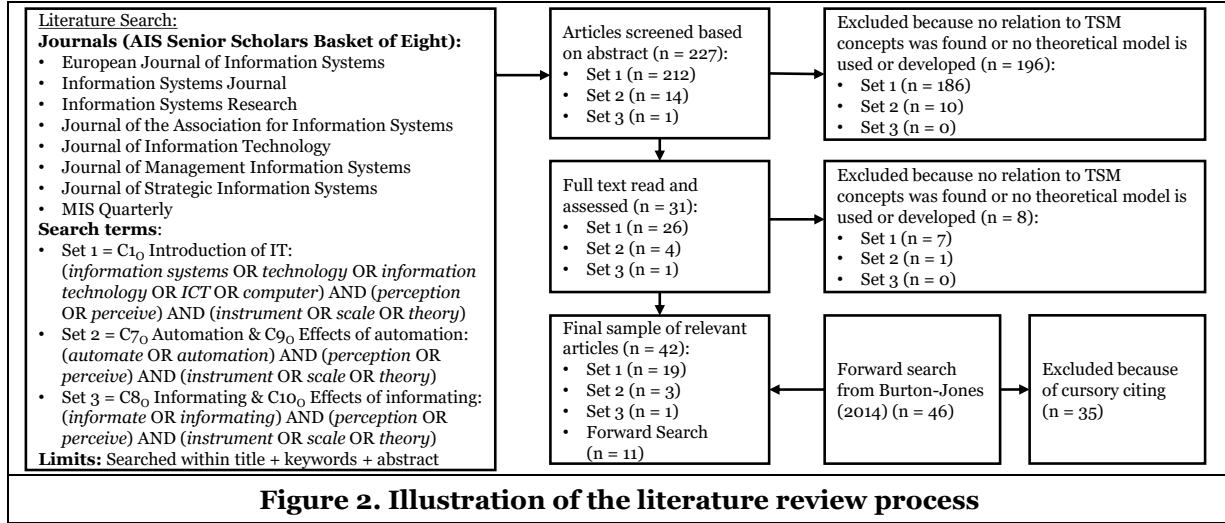 Literature Search:
Journals (AIS Senior Scholars Basket of Eight):
• European Journal of Information Systems
• Information Systems Journal
• Information Systems Research
• Journal of the Association for Information Systems
• Journal of Information Technology
• Journal of Management Information Systems
• Journal of Strategic Information Systems
• MIS Quarterly
Search terms:
• Set 1 = C1₀ Introduction of IT:
(information systems OR technology OR information
technology OR ICT OR computer) AND (perception
OR perceive) AND (instrument OR scale OR theory)
• Set 2 = C7₀ Automation & C9₀ Effects of automation:
(automate OR automation) AND (perception OR
perceive) AND (instrument OR scale OR theory)
• Set 3 = C8₀ Informating & C10₀ Effects of informating:
(informate OR informating) AND (perception OR
perceive) AND (instrument OR scale OR theory)
Limits: Searched within title + keywords + abstract
Articles screened based
on abstract (n = 227):
• Set 1 (n = 212)
• Set 2 (n = 14)
• Set 3 (n = 1)
Excluded because no relation to TSM
concepts was found or no theoretical model is
used or developed (n = 196):
• Set 1 (n = 186)
• Set 2 (n = 10)
• Set 3 (n = 0)
Full text read and
assessed (n = 31):
• Set 1 (n = 26)
• Set 2 (n = 4)
• Set 3 (n = 1)
Excluded because no relation to TSM
concepts was found or no theoretical model is
used or developed (n = 8):
• Set 1 (n = 7)
• Set 2 (n = 1)
• Set 3 (n = 0)
Final sample of relevant
articles (n = 42):
• Set 1 (n = 19)
• Set 2 (n = 3)
• Set 3 (n = 1)
• Forward Search
(n = 11)
Forward search
from Burton-Jones
(2014) (n = 46)
Excluded because
of cursory citing
(n = 35)
Figure 2. Illustration of the literature review process